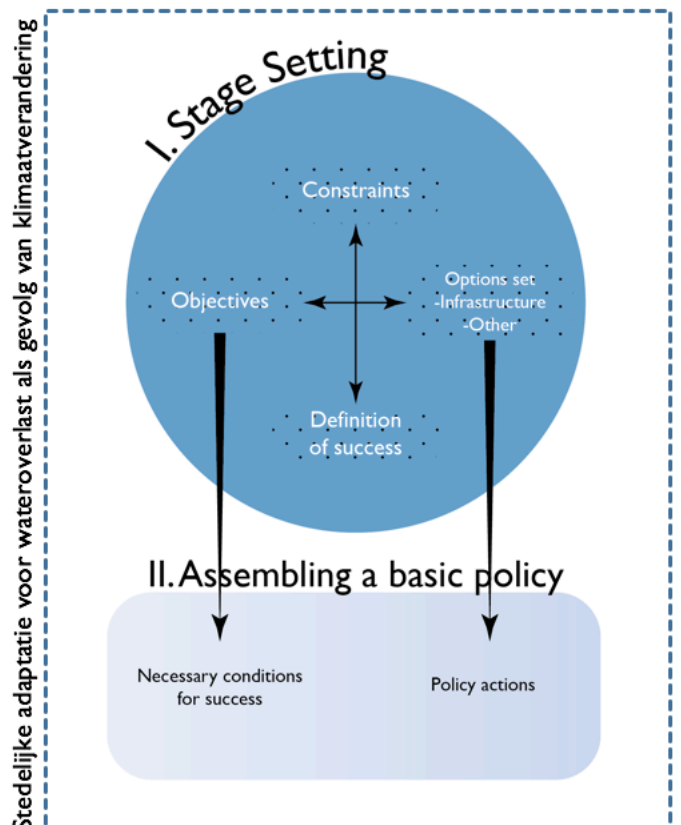 Stedelijke adaptatie voor wateroverlast als gevolg van klimaatverandering
I. Stage Setting
Constraints
Objectives
Options set
-Infrastructure
-Other
Definition
of success
II. Assembling a basic policy
Necessary conditions
for success
Policy actions